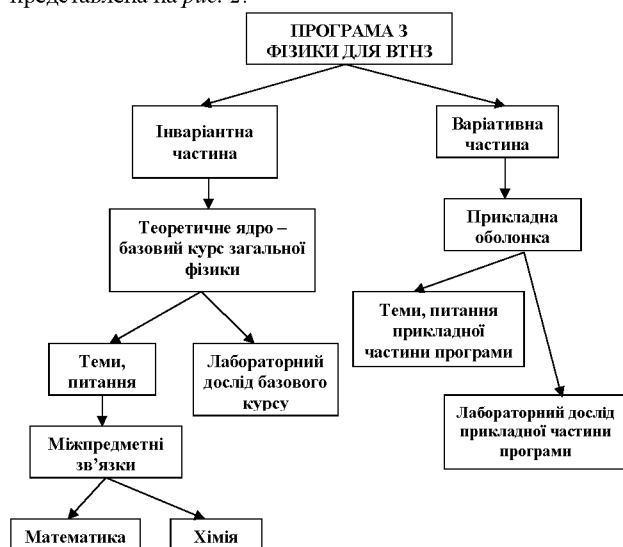 представлена на рис. 2.
ПРОГРАМА З
ФІЗИКИ ДЛЯ ВТНЗ
Інваріантна
частина
Варіативна
частина
Теоретичне ядро –
базовий курс загальної
фізики
Прикладна
оболонка
Теми, питання
прикладної
частини програми
Теми,
питання
Лабораторний
дослід базового
курсу
Лабораторний дослід
прикладної частини
програми
Міжпредметні
зв’язки
Математика
Хімія